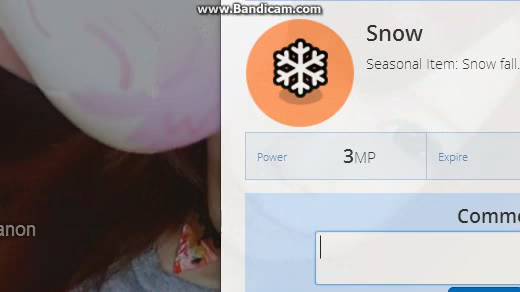 www.Bandicam.com
Snow
Seasonal Item: Snow fall.
Power
3MP
Expire
anon
Comme